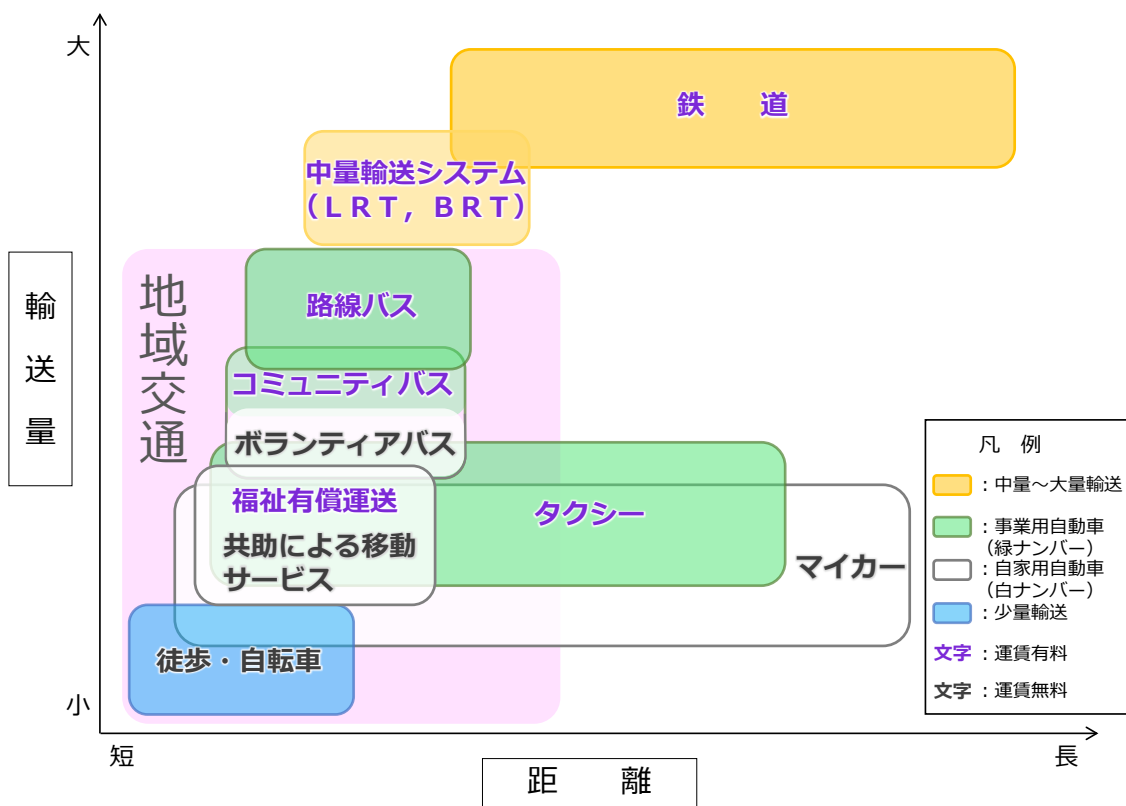 大
鉄　　道
中量輸送システム
（ＬＲＴ，ＢＲＴ）
輸送量
地域交通
路線バス
コミュニティバス
ボランティアバス
福祉有償運送
共助による移動
サービス
タクシー
マイカー
徒歩・自転車
小
短
距　　離
長
凡　例
：中量～大量輸送
：事業用自動車
（緑ナンバー）
：自家用自動車
（白ナンバー）
：少量輸送
文字：運賃有料
文字：運賃無料